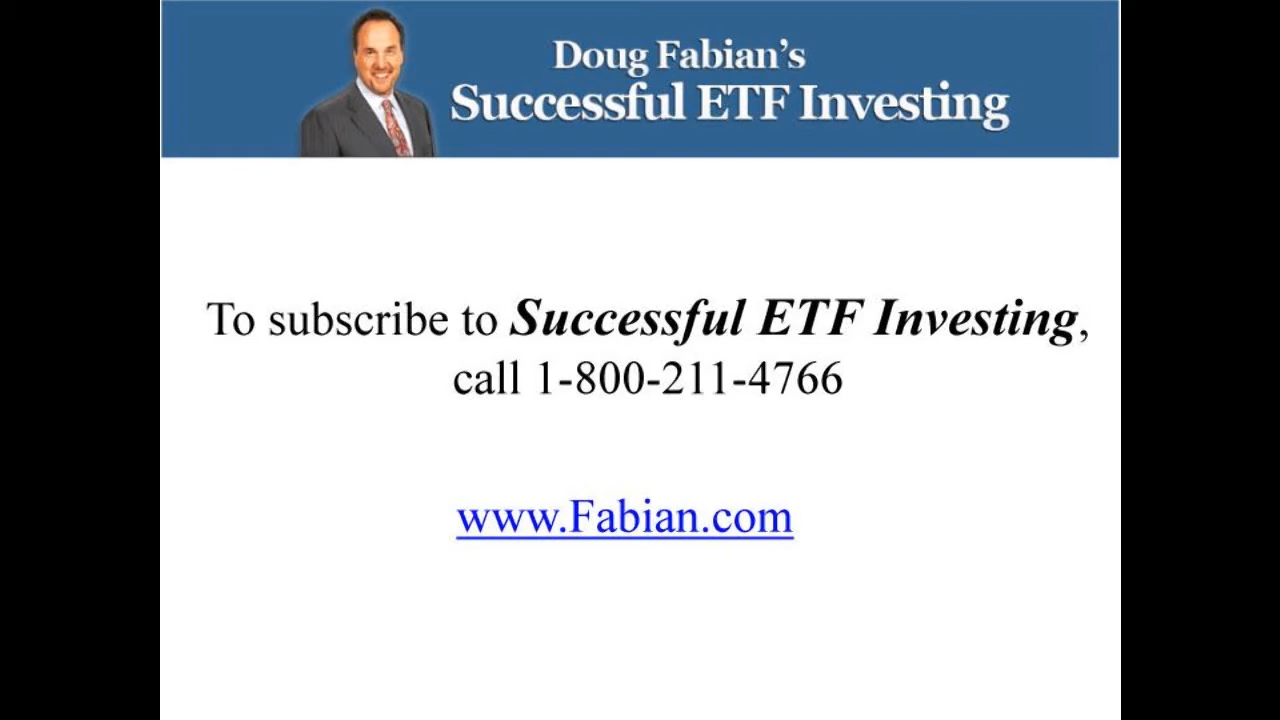 Doug Fabian's
Successful ETF Investing
To subscribe to Successful ETF Investing,
call 1-800-211-4766
www.Fabian.com